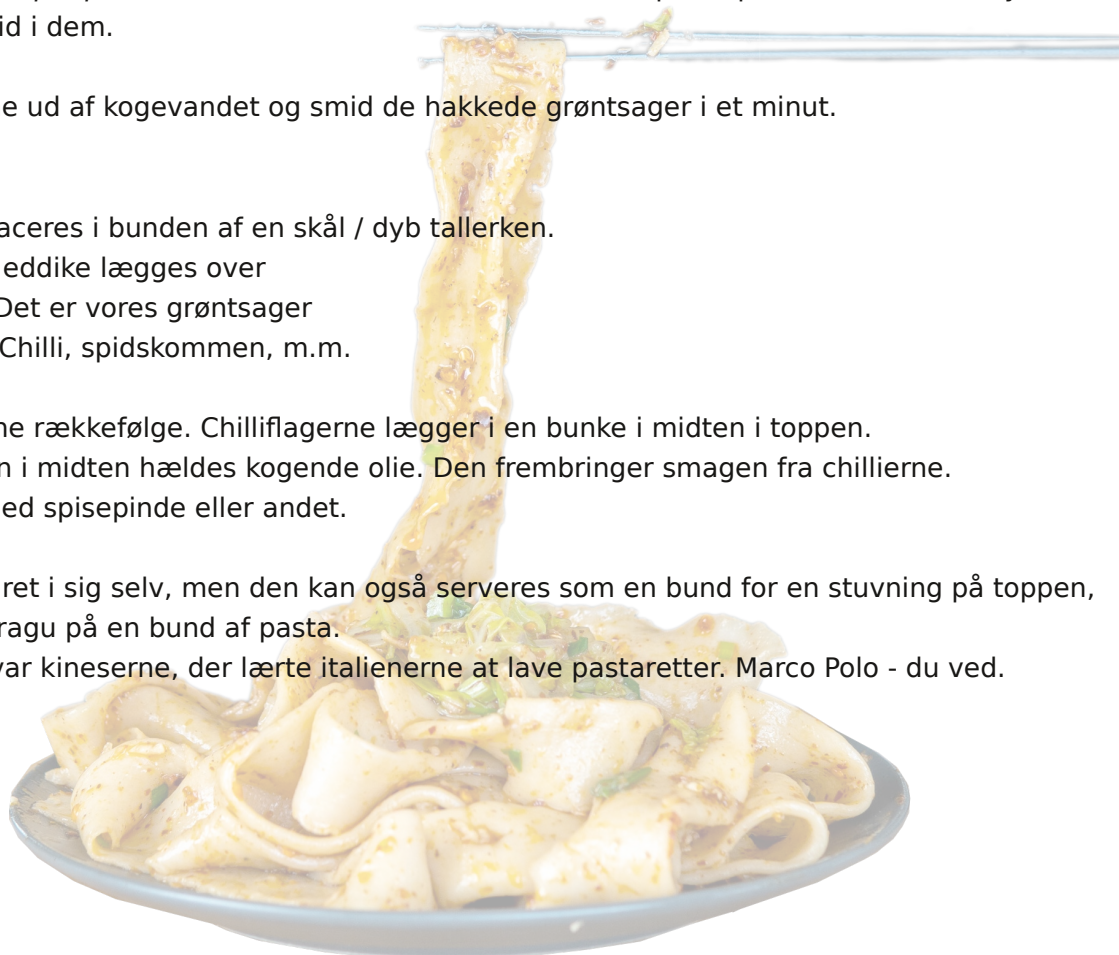 id i dem.
e ud af kogevandet og smid de hakkede grøntsager i et minut.
aceres i bunden af en skål / dyb tallerken.
eddike lægges over
Det er vores grøntsager
Chilli, spidskommen, m.m.
ne rækkefølge. Chilliflagerne lægger i en bunke i midten i toppen.
n i midten hældes kogende olie. Den frembringer smagen fra chillierne.
ed spisepinde eller andet.
ret i sig selv, men den kan også serveres som en bund for en stuvning på toppen,
ragu på en bund af pasta.
var kineserne, der lærte italienerne at lave pastaretter. Marco Polo - du ved.